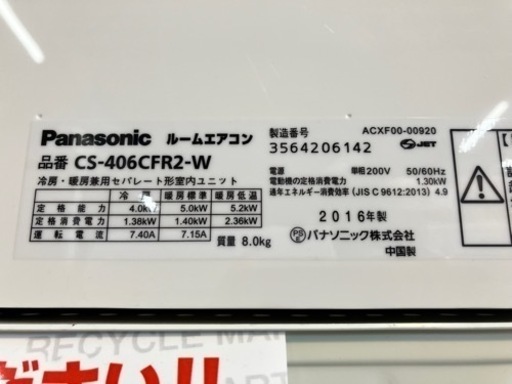 Panasonic ルームエアコン
品番 CS-406CFR2-W
冷房・暖房兼用セパレート形室内ユニット
冷房 暖房標準 暖房低温
定格能力 4.0kW 5.0kW 5.2kW
定格消費電力 1.38kW 1.40kW 2.36kW
運転電流 7.40A 7.15A
質量 8.0kg
製造番号 ACXF00-00920
3564206142 JET
電源 単相200V 50/60Hz
電動機の定格消費電力 1.30kW
通年エネルギー消費効率 (JIS C 9612:2013) 4.9
2016年製
PS E パナソニック株式会社
中国製
RECYCLE MA
ださい!!